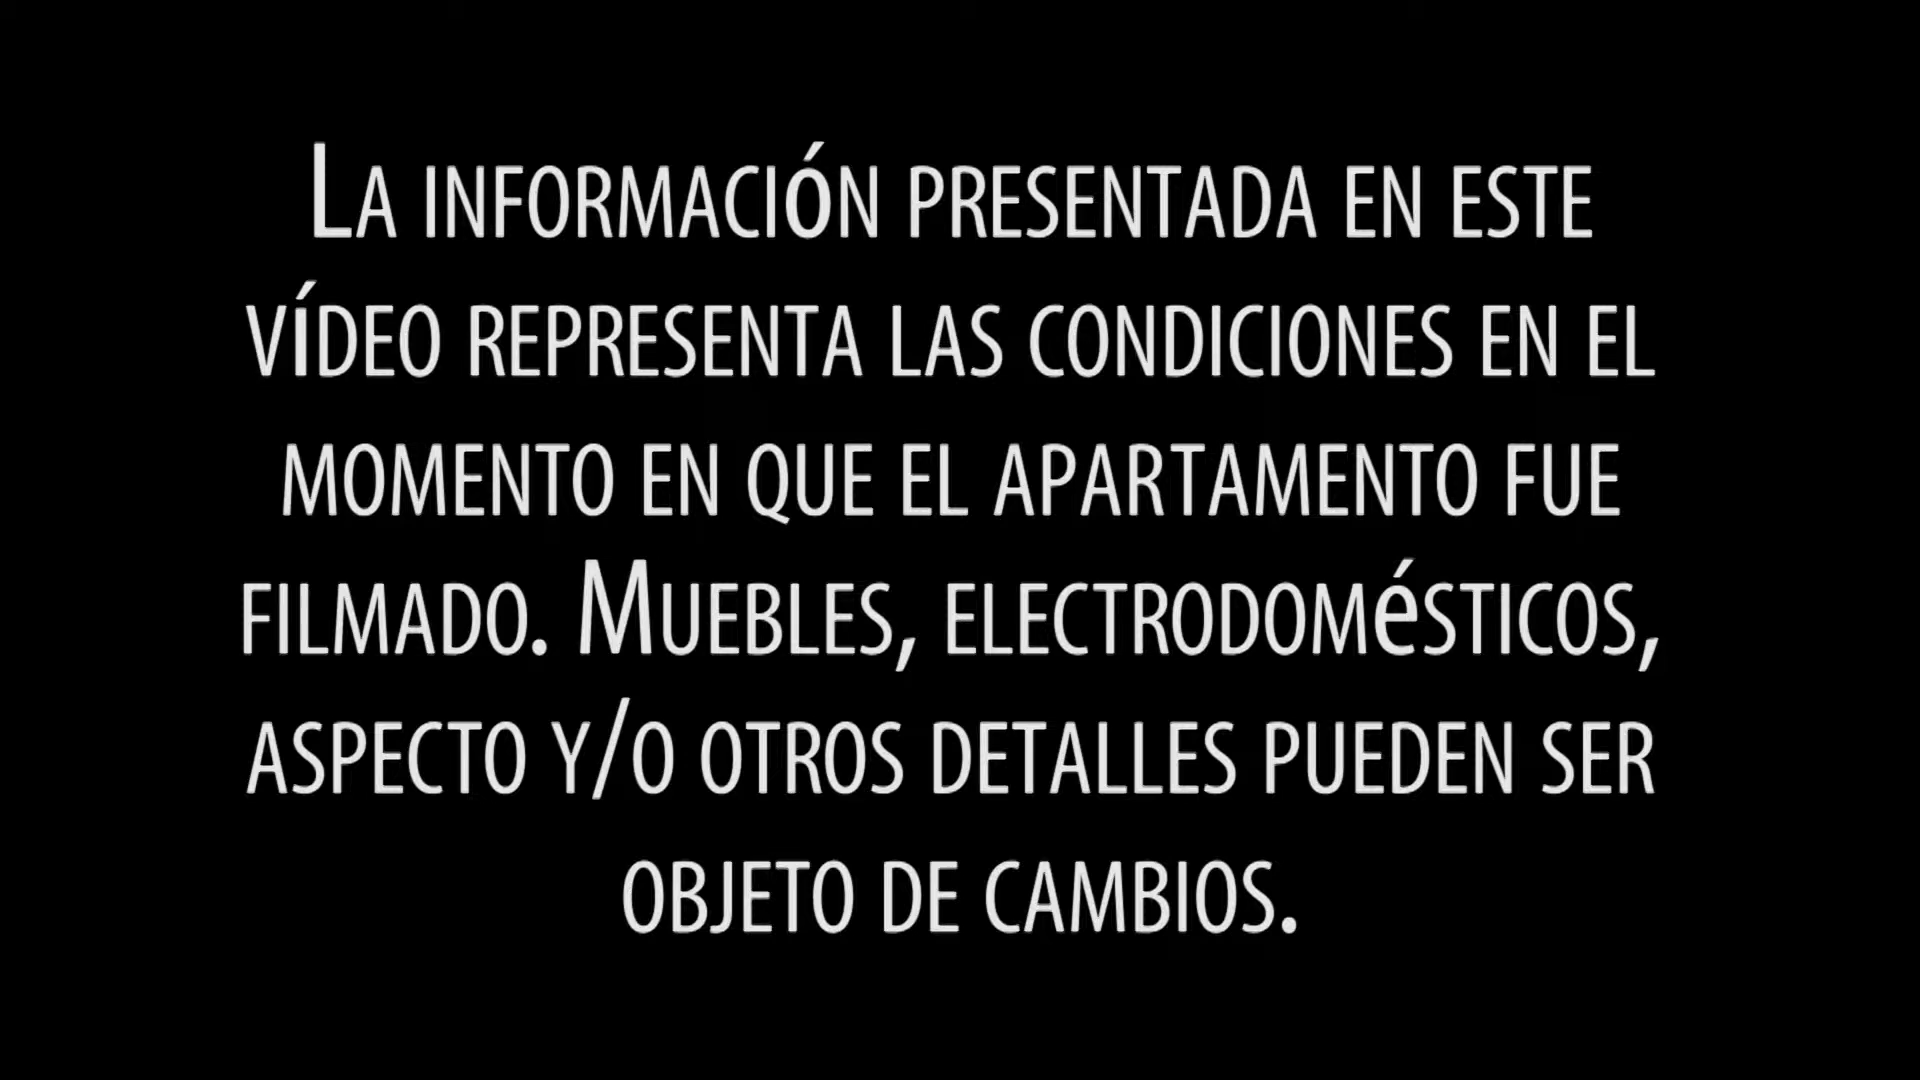 La información presentada en este
vídeo representa las condiciones en el
momento en que el apartamento fue
filmado. Muebles, electrodomésticos,
aspecto y/o otros detalles pueden ser
objeto de cambios.